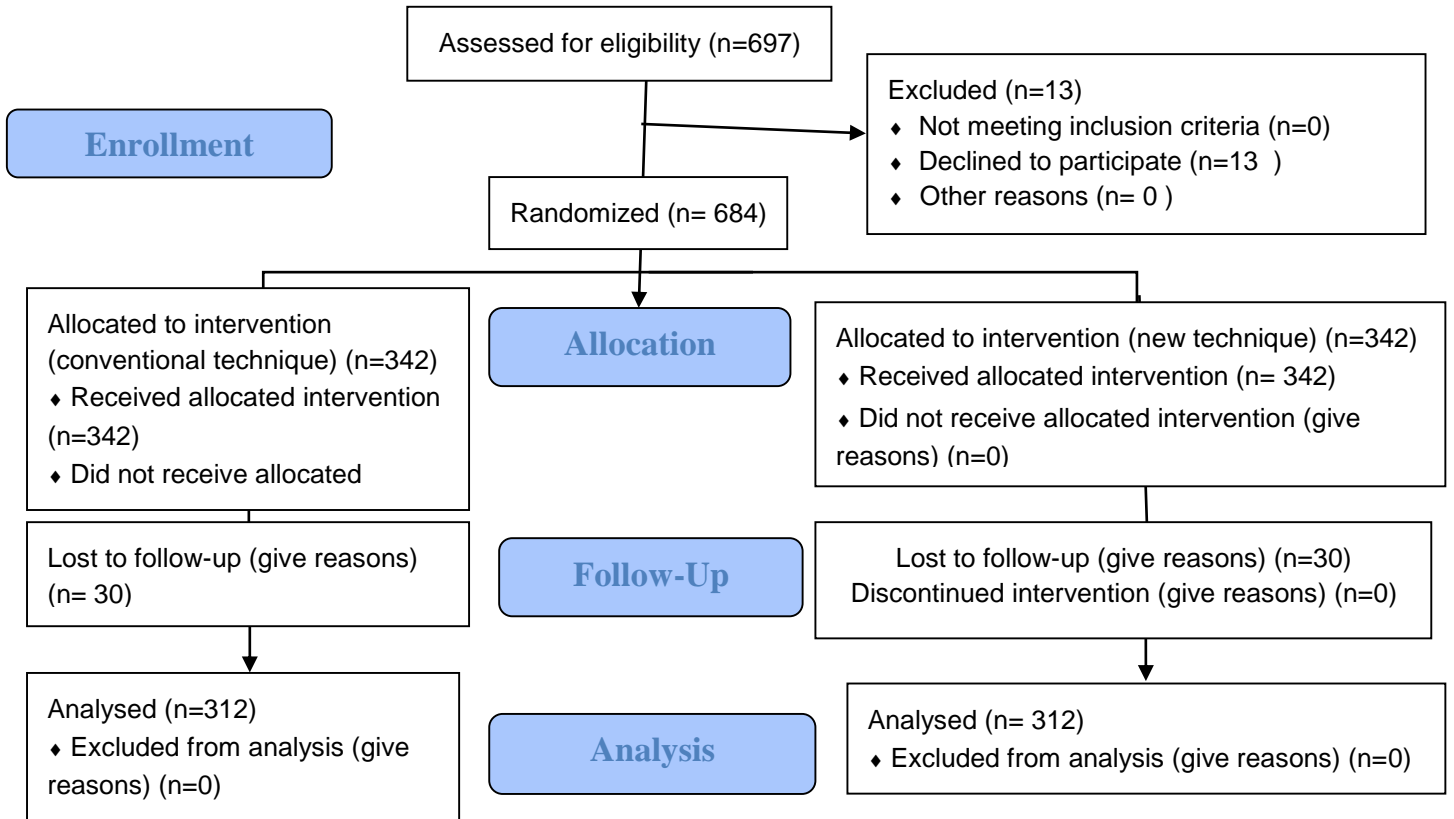 Assessed for eligibility (n=697)
Excluded (n=13)
♦ Not meeting inclusion criteria (n=0)
♦ Declined to participate (n=13 )
♦ Other reasons (n= 0 )
Enrollment
Randomized (n= 684)
Allocated to intervention
(conventional technique) (n=342)
♦ Received allocated intervention
(n=342)
♦ Did not receive allocated
Allocation
Allocated to intervention (new technique) (n=342)
♦ Received allocated intervention (n= 342)
♦ Did not receive allocated intervention (give
reasons) (n=0)
Lost to follow-up (give reasons)
(n= 30)
Follow-Up
Lost to follow-up (give reasons) (n=30)
Discontinued intervention (give reasons) (n=0)
Analysed (n=312)
♦ Excluded from analysis (give
reasons) (n=0)
Analysis
Analysed (n= 312)
♦ Excluded from analysis (give reasons) (n=0)